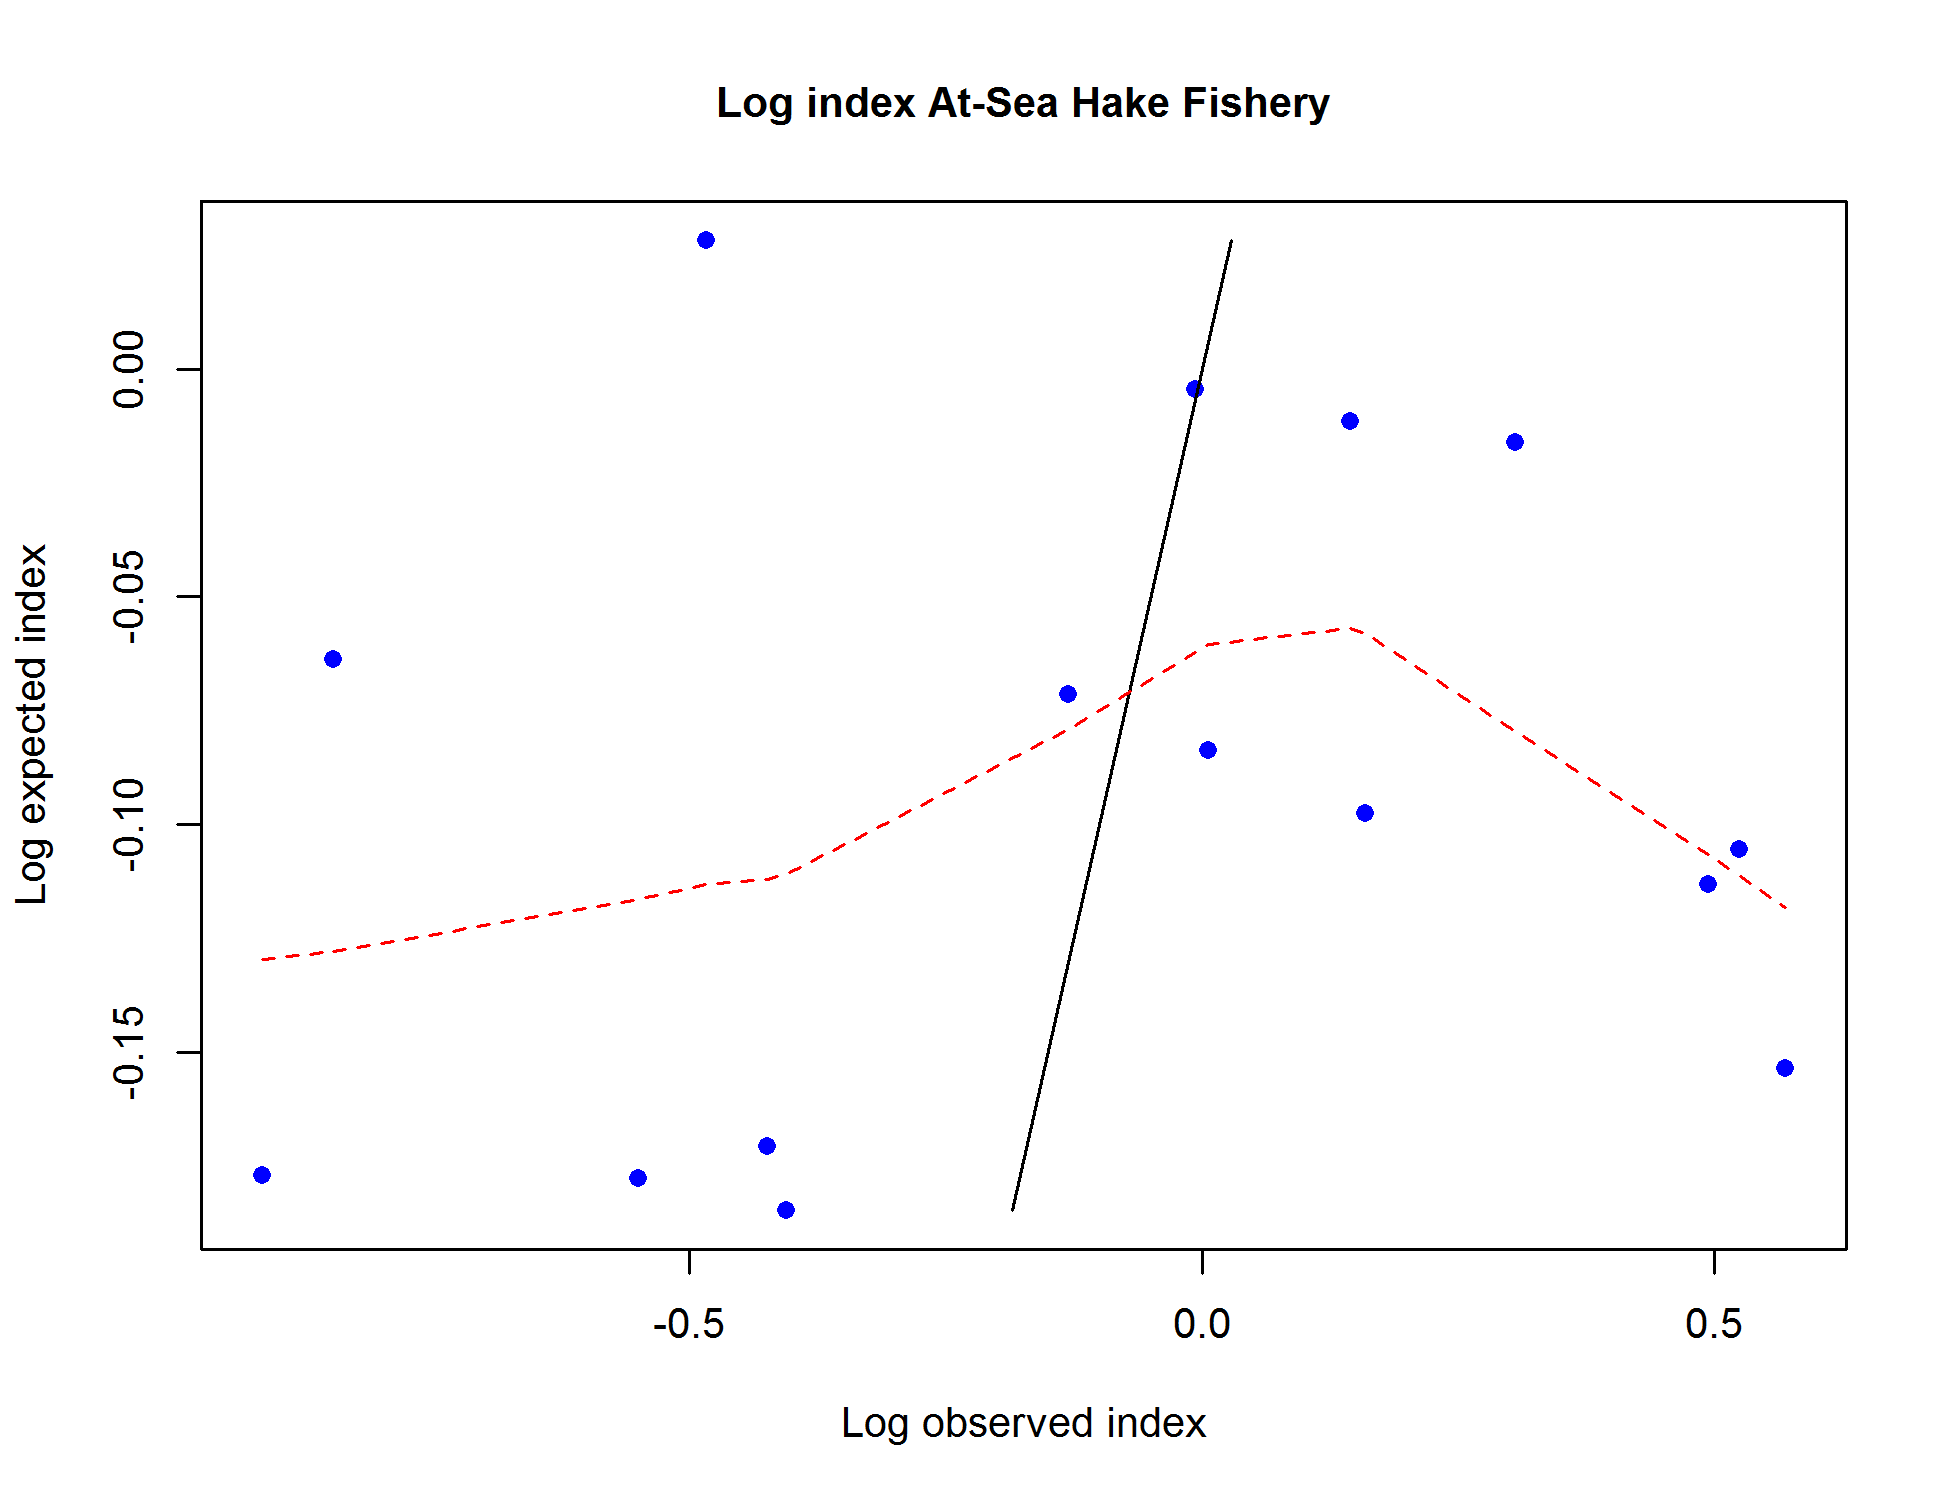 Log index At-Sea Hake Fishery
Log expected index
0.00
-0.05
-0.10
-0.15
-0.5
0.0
0.5
Log observed index